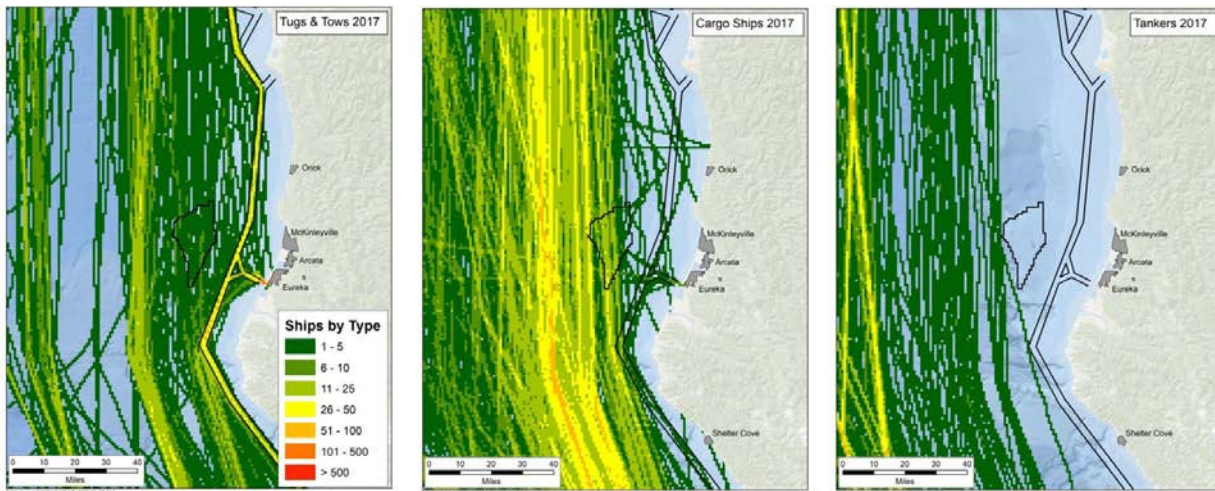 Tugs & Tows 2017
Orick
McKinleyville
Arcata
Eureka
Ships by Type
1 - 5
6 - 10
11 - 25
26 - 50
51 - 100
101 - 500
> 500
0 10 20 30 40
Miles
Cargo Ships 2017
Orick
McKinleyville
Arcata
Eureka
Shelter Cove
0 10 20 30 40
Miles
Tankers 2017
Orick
McKinleyville
Arcata
Eureka
Shelter Cove
0 10 20 30 40
Miles